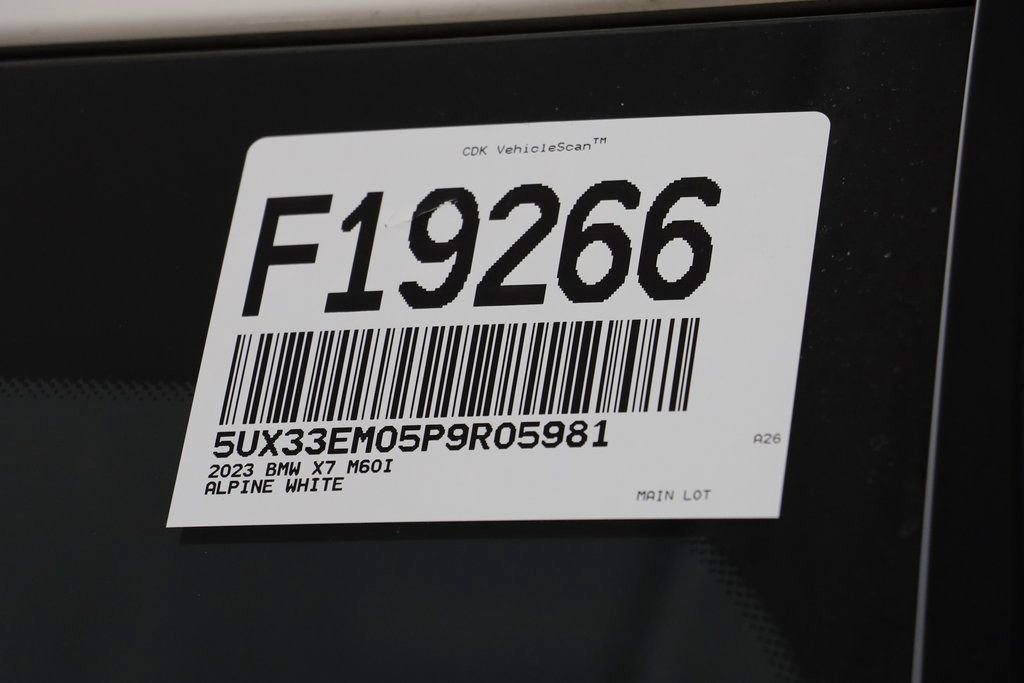 CDK VehicleScan™
F19266
5UX33EM05P9R05981
2023 BMW X7 M60I
A26
ALPINE WHITE
MAIN LOT